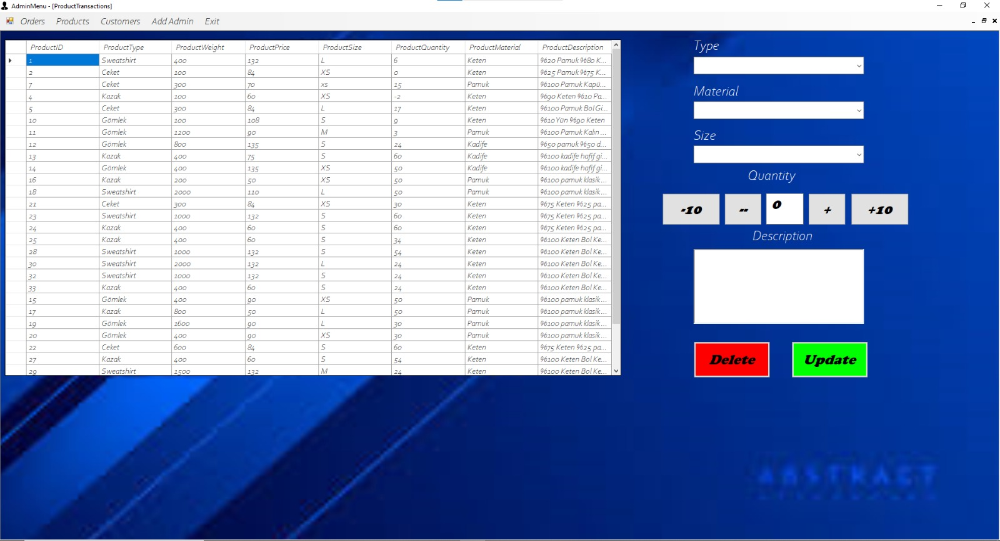 AdminMenu - [ProductTransactions]
Orders Products Customers Add Admin Exit
ProductID ProductType ProductWeight ProductPrice ProductSize ProductQuantity ProductMaterial ProductDescription
1 Sweatshirt 400 132 L 6 Keten %20 Pamuk %80 K...
2 Ceket 100 84 XS 0 Keten %25 Pamuk %75 K...
7 Ceket 300 70 xs 15 Pamuk %100 Pamuk Kapü...
4 Kazak 100 60 XS -2 Keten %90 Keten %10 Pa...
5 Ceket 300 84 L 17 Keten %100 Pamuk Bol Gi...
10 Gömlek 100 108 S 9 Keten %10 Yün %90 Keten
11 Gömlek 1200 90 M 3 Pamuk %100 Pamuk Kalın ...
12 Gömlek 800 135 S 24 Kadife %50 pamuk %50 d...
13 Kazak 400 75 S 60 Kadife %100 kadife hafif gi...
14 Gömlek 400 135 XS 50 Kadife %100 kadife hafif gi...
16 Kazak 200 50 XS 50 Pamuk %100 pamuk klasik ...
18 Sweatshirt 2000 110 L 50 Pamuk %100 pamuk klasik ...
21 Ceket 300 84 XS 30 Keten %75 Keten %25 pa...
23 Sweatshirt 1000 132 S 60 Keten %75 Keten %25 pa...
24 Kazak 400 60 S 60 Keten %75 Keten %25 pa...
25 Kazak 400 60 S 34 Keten %100 Keten Bol Ke...
28 Sweatshirt 1000 132 S 54 Keten %100 Keten Bol Ke...
30 Sweatshirt 2000 132 L 24 Keten %100 Keten Bol Ke...
32 Sweatshirt 1000 132 S 24 Keten %100 Keten Bol Ke...
33 Kazak 400 60 S 24 Keten %100 Keten Bol Ke...
15 Gömlek 400 90 XS 50 Pamuk %100 pamuk klasik ...
17 Kazak 800 50 L 50 Pamuk %100 pamuk klasik ...
19 Gömlek 1600 90 L 30 Pamuk %100 pamuk klasik ...
20 Gömlek 400 90 XS 30 Pamuk %100 pamuk klasik ...
22 Ceket 600 84 S 60 Keten %75 Keten %25 pa...
27 Kazak 400 60 S 54 Keten %100 Keten Bol Ke...
29 Sweatshirt 1500 132 M 24 Keten %100 Keten Bol Ke...
Type
Material
Size
Quantity
-10 -- 0 + +10
Description
Delete Update
ABSTRACT